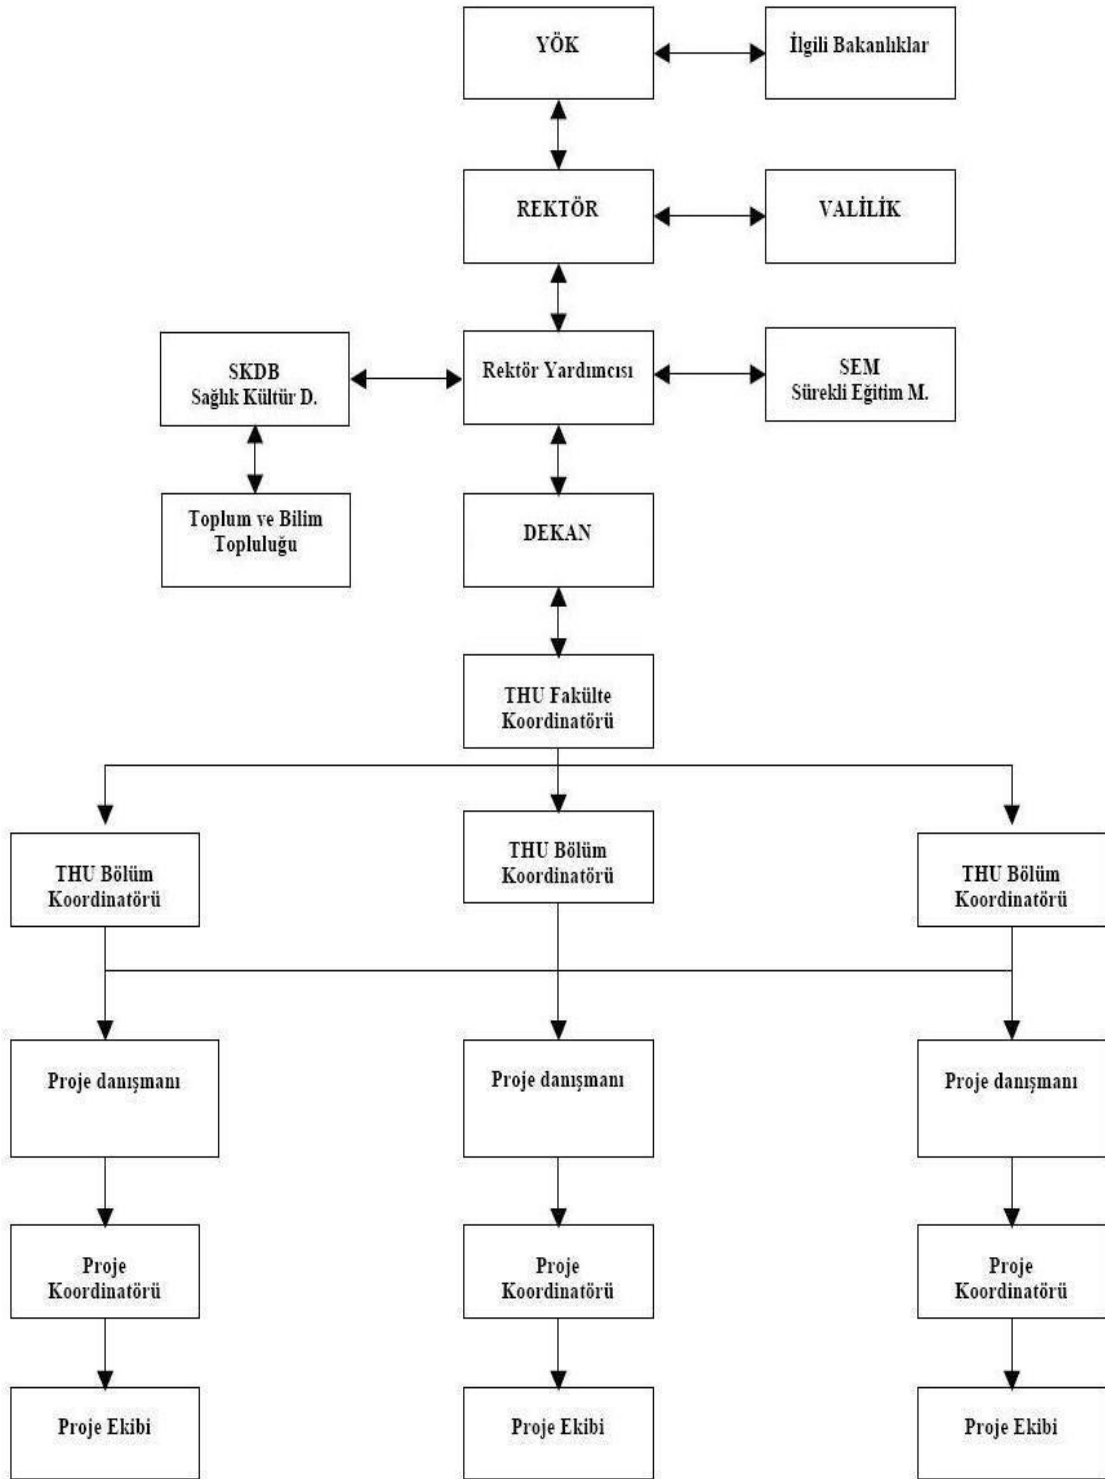 YÖK
İlgili Bakanlıklar
REKTÖR
VALİLİK
SKDB
Sağlık Kültür D.
Rektör Yardımcısı
SEM
Sürekli Eğitim M.
Toplum ve Bilim
Topluluğu
DEKAN
THU Fakülte
Koordinatörü
THU Bölüm
Koordinatörü
THU Bölüm
Koordinatörü
THU Bölüm
Koordinatörü
Proje danışmanı
Proje danışmanı
Proje danışmanı
Proje
Koordinatörü
Proje
Koordinatörü
Proje
Koordinatörü
Proje Ekibi
Proje Ekibi
Proje Ekibi